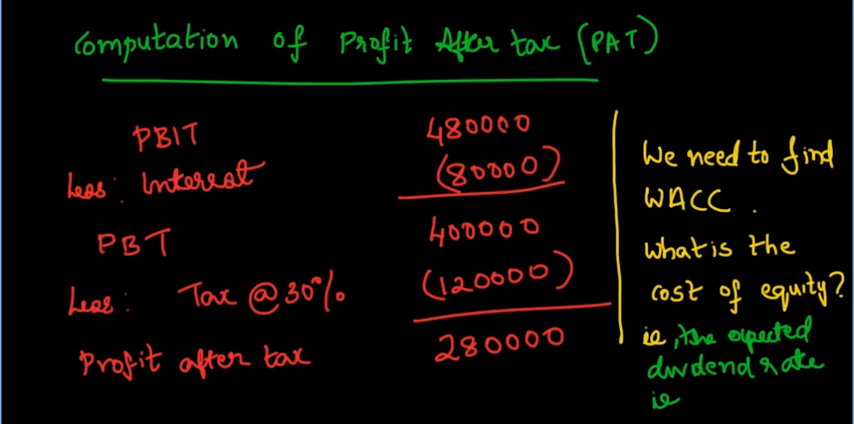 Computation of Profit After tax (PAT)
PBIT 480000
Less: Interest (80000)
PBT 400000
Less: Tax @ 30% (120000)
Profit after tax 280000
We need to find
WACC.
What is the
cost of equity?
ie, the expected
dividend rate
ie